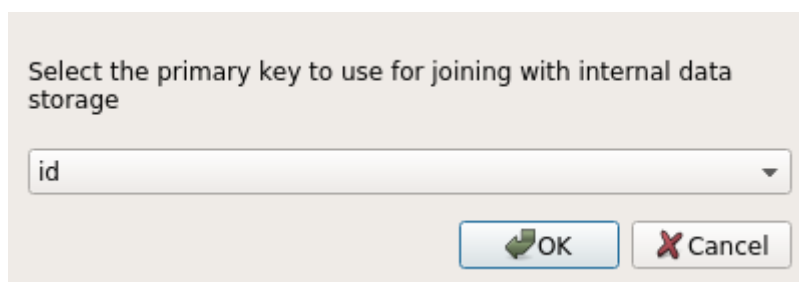 Select the primary key to use for joining with internal data
storage
id
OK Cancel